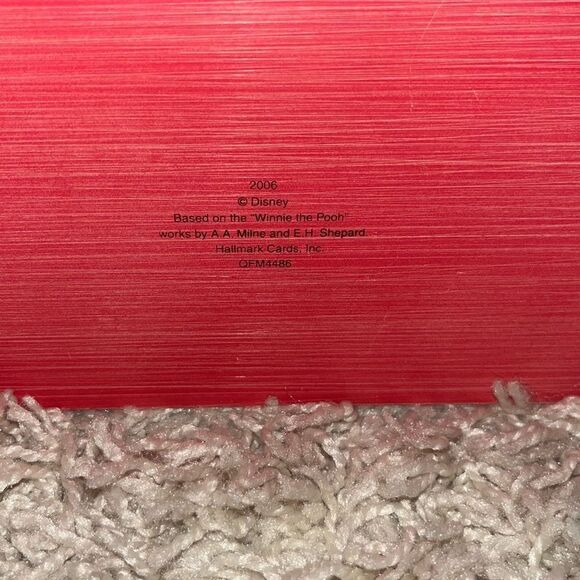 2006
© Disney
Based on the "Winnie the Pooh"
works by A.A. Milne and E.H. Shepard.
Hallmark Cards, Inc.
QFM4486